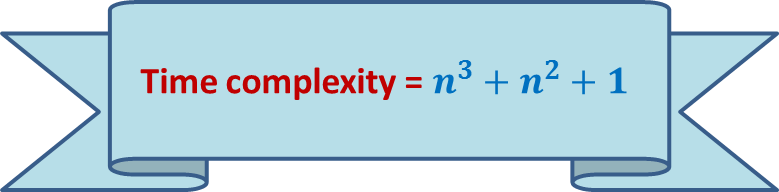 Time complexity = n³ + n² + 1